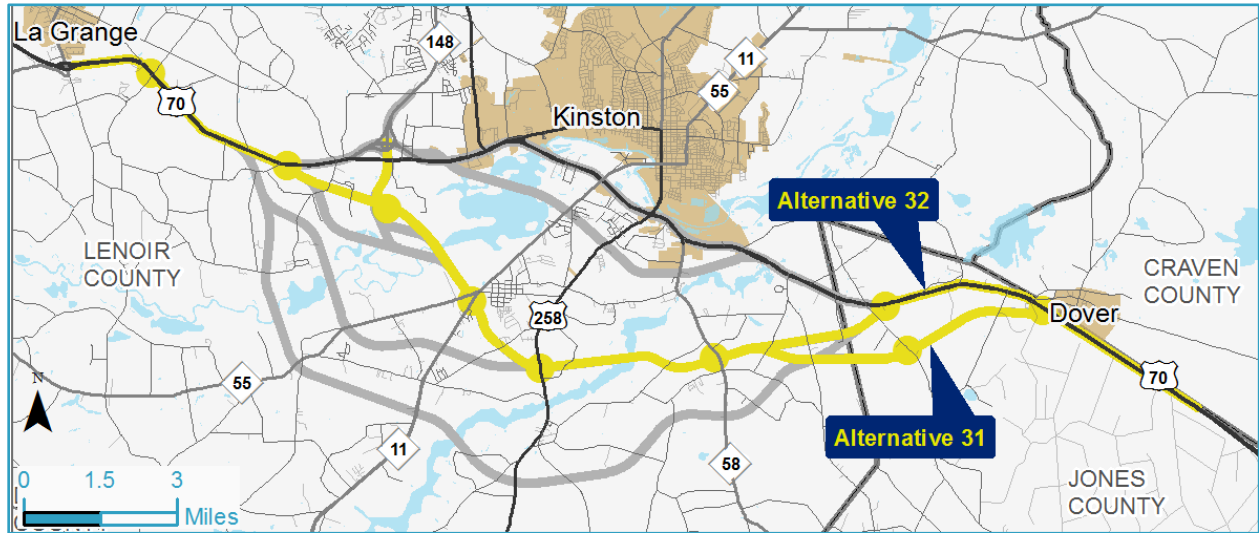 La Grange
148
11
55
70
Kinston
Alternative 32
LENOIR
COUNTY
CRAVEN
COUNTY
258
Dover
70
N
55
Alternative 31
11
58
0 1.5 3
Miles
JONES
COUNTY